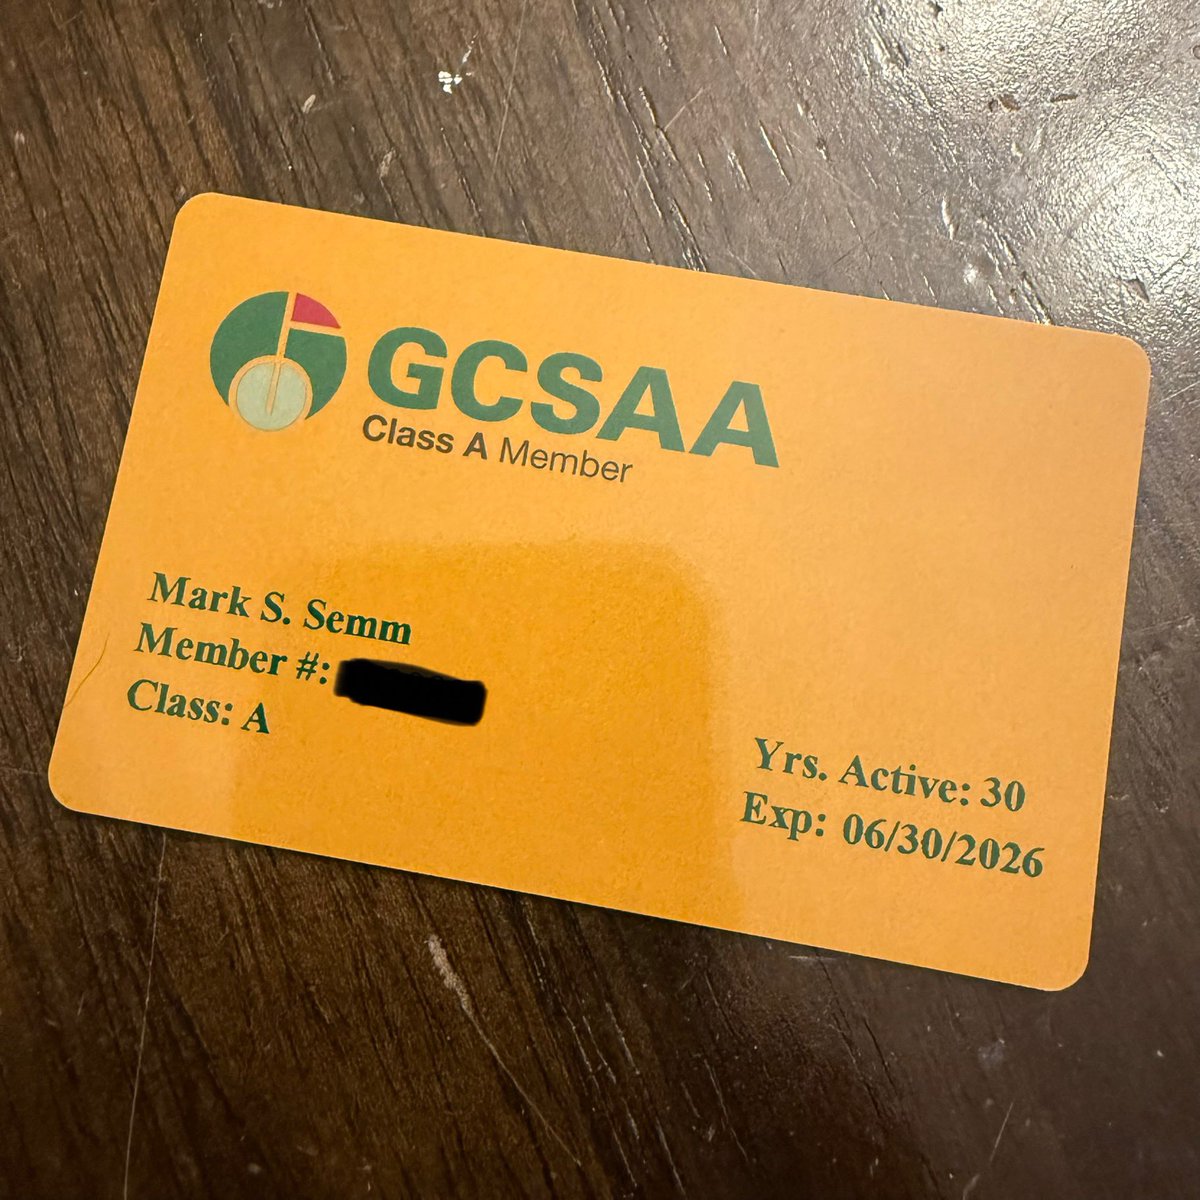 GCSAA
Class A Member
Mark S. Semm
Member #:
Class: A
Yrs. Active: 30
Exp: 06/30/2026